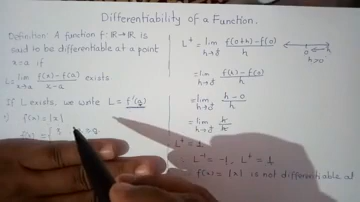 Differentiability of a Function.
Definition: A function f: ℝ→ℝ is
said to be differentiable at a point
x=a if
L = lim x→a f(x)-f(a) / x-a exists.
If L exists, we write L = f'(a)
f(x) = |x|
f(x) = {
L⁺ = lim h→0⁺ f(0+h)-f(0) / h
= lim h→0⁺ f(h)-f(0) / h
= lim h→0⁺ h-0 / h
= lim h→0⁺ h / h
L⁺ = 1
∴ L⁻ = -1, L⁺ = 1
∴ f(x) = |x| is not differentiable at
0 h
h>0